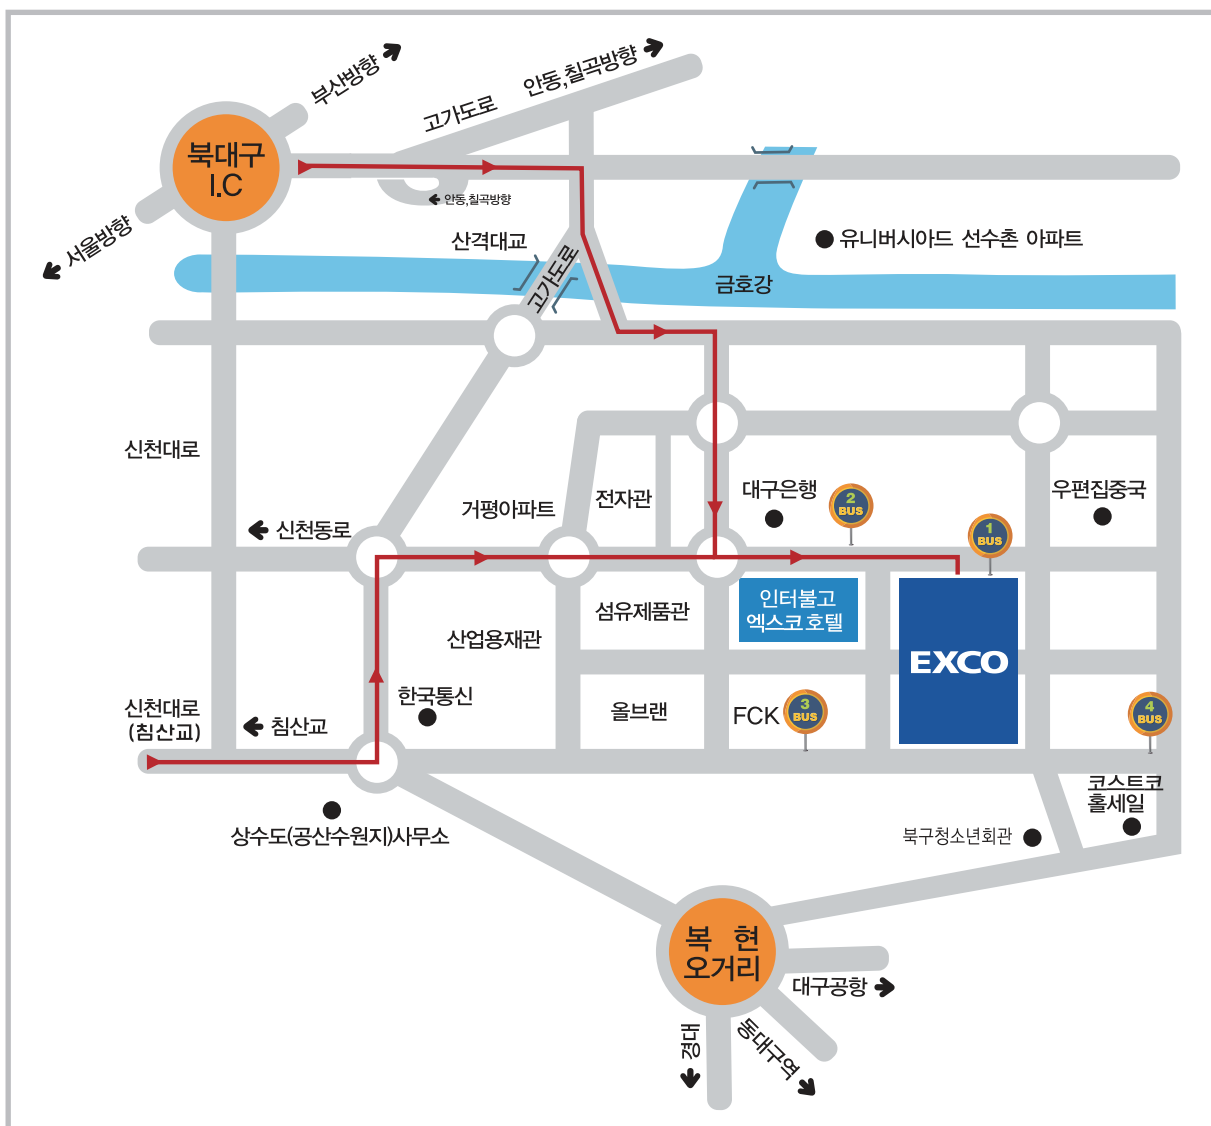 부산방향
안동,칠곡방향
고가도로
북대구
I.C
안동,칠곡방향
서울방향
산격대교
고가도로
유니버시아드 선수촌 아파트
금호강
신천대로
거평아파트
전자관
대구은행
2
BUS
우편집중국
신천동로
1
BUS
인터불고
엑스코호텔
섬유제품관
산업용재관
EXCO
한국통신
신천대로
(침산교)
침산교
올브랜
FCK
3
BUS
4
BUS
코스트코
홀세일
상수도(공산수원지)사무소
북구청소년회관
복 현
오거리
대구공항
경대
동대구역